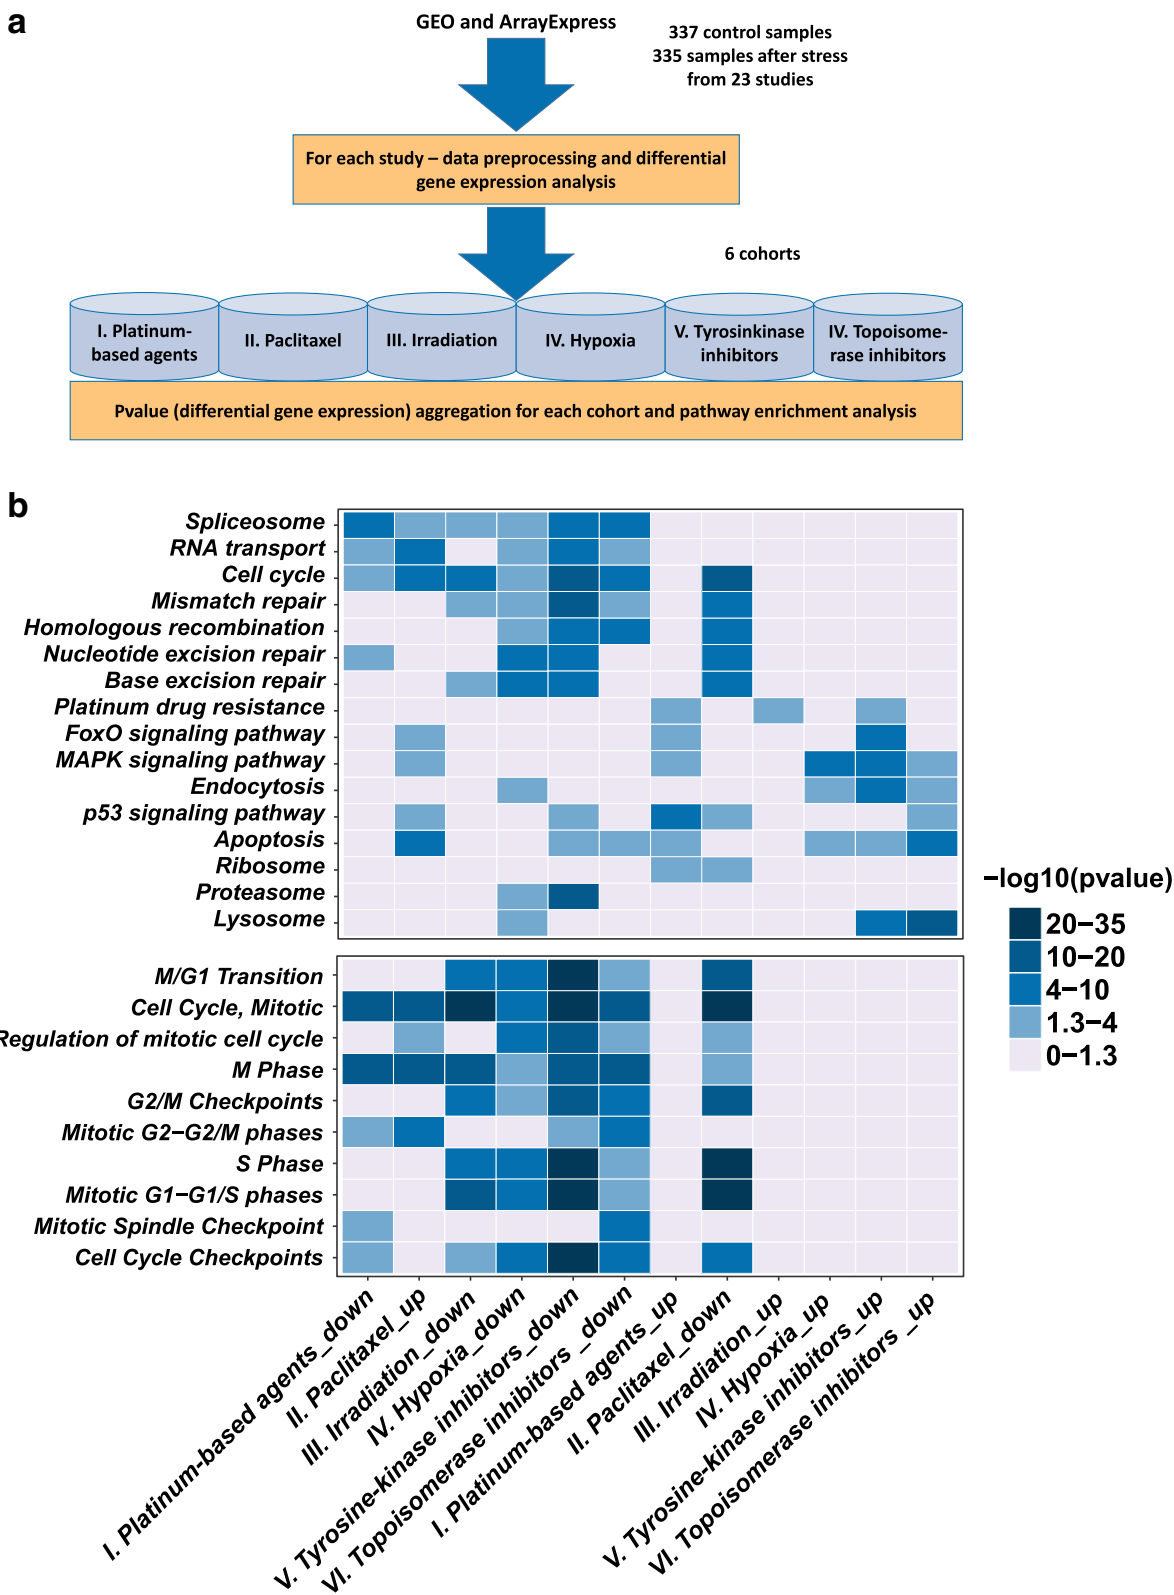 a
GEO and ArrayExpress
337 control samples
335 samples after stress
from 23 studies
For each study – data preprocessing and differential
gene expression analysis
6 cohorts
I. Platinum-
based agents
II. Paclitaxel
III. Irradiation
IV. Hypoxia
V. Tyrosinkinase
inhibitors
IV. Topoisome-
rase inhibitors
Pvalue (differential gene expression) aggregation for each cohort and pathway enrichment analysis
b
Spliceosome
RNA transport
Cell cycle
Mismatch repair
Homologous recombination
Nucleotide excision repair
Base excision repair
Platinum drug resistance
FoxO signaling pathway
MAPK signaling pathway
Endocytosis
p53 signaling pathway
Apoptosis
Ribosome
Proteasome
Lysosome
−log10(pvalue)
20−35
10−20
4−10
1.3−4
0−1.3
M/G1 Transition
Cell Cycle, Mitotic
Regulation of mitotic cell cycle
M Phase
G2/M Checkpoints
Mitotic G2−G2/M phases
S Phase
Mitotic G1−G1/S phases
Mitotic Spindle Checkpoint
Cell Cycle Checkpoints
I. Platinum-based agents_down
II. Paclitaxel_up
III. Irradiation_down
IV. Hypoxia_down
V. Tyrosine-kinase inhibitors_down
VI. Topoisomerase inhibitors _down
I. Platinum-based agents_up
II. Paclitaxel_down
III. Irradiation_up
IV. Hypoxia_up
V. Tyrosine-kinase inhibitors_up
VI. Topoisomerase inhibitors _up